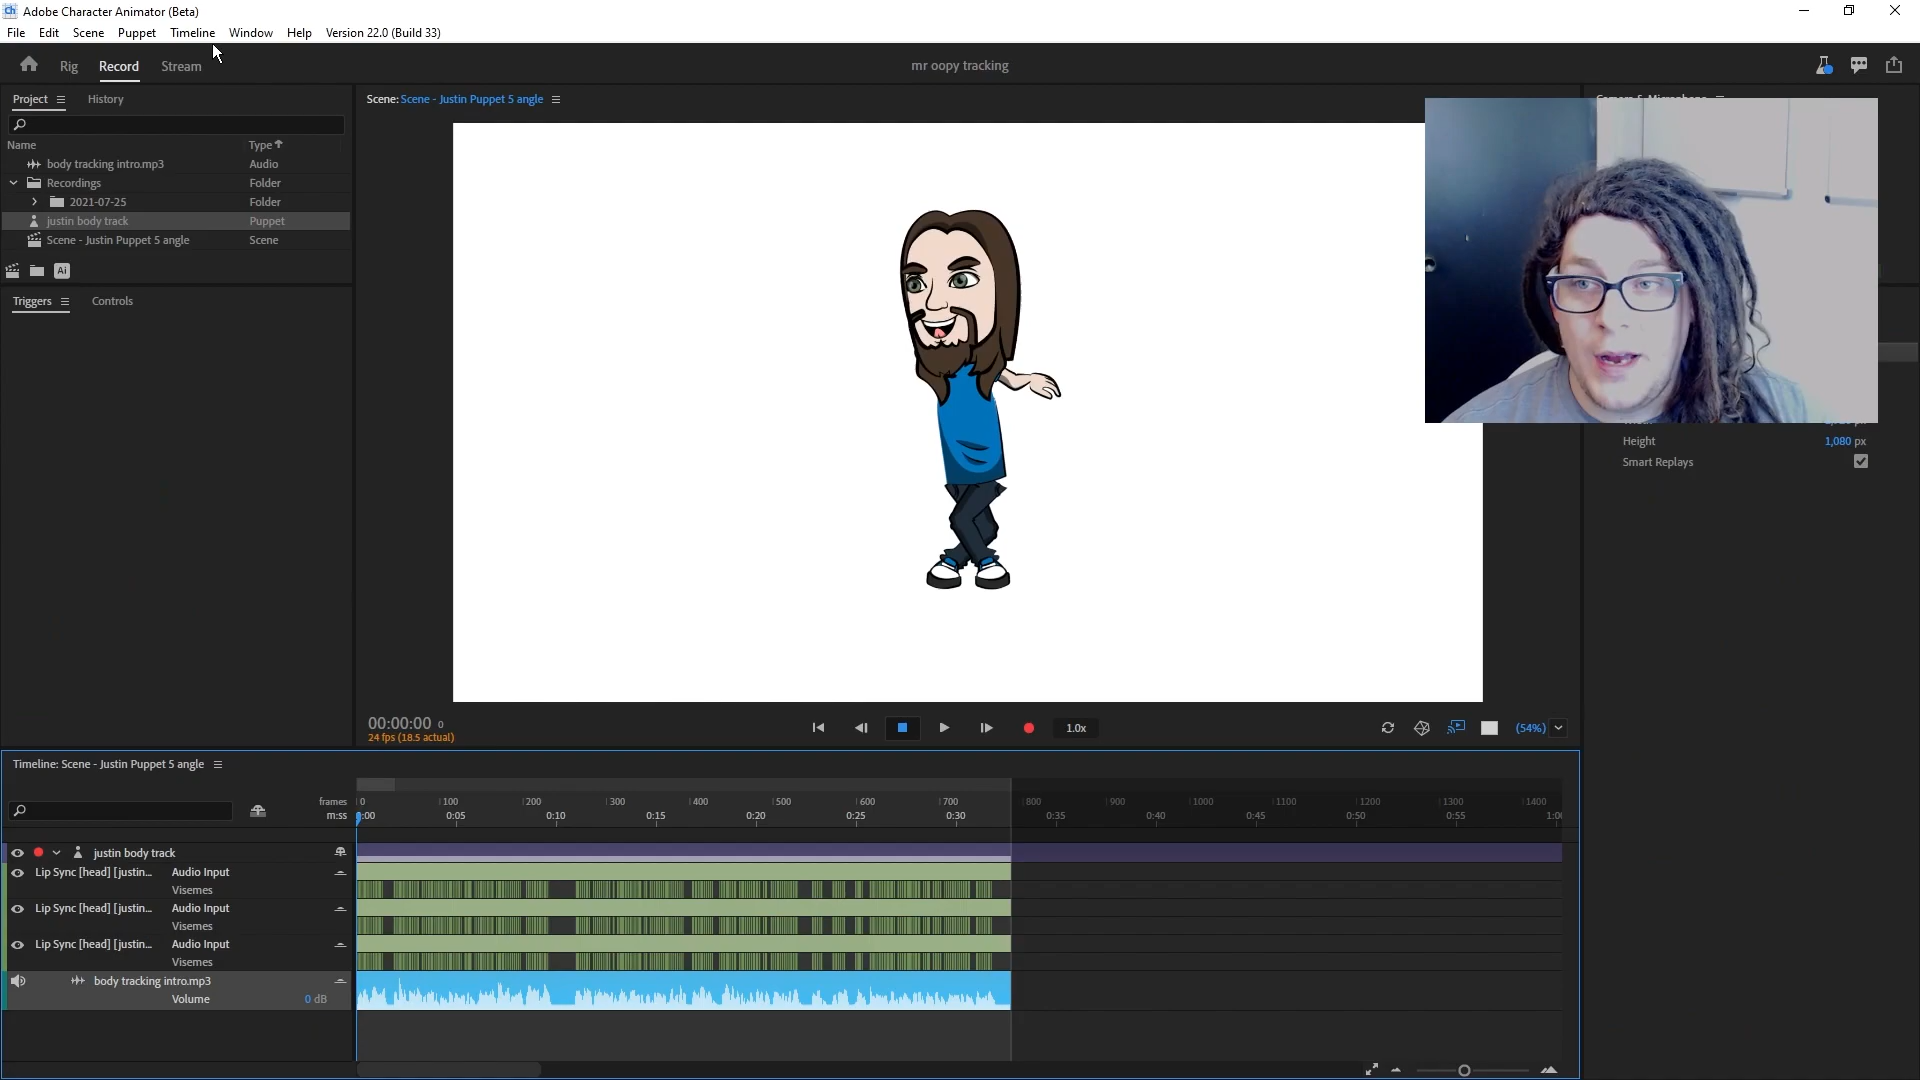 Ch Adobe Character Animator (Beta)
File Edit Scene Puppet Timeline Window Help Version 22.0 (Build 33)
Rig Record Stream mr oopy tracking
Project History Scene: Scene - Justin Puppet 5 angle
Name Type
body tracking intro.mp3 Audio
Recordings Folder
2021-07-25 Folder
justin body track Puppet
Scene - Justin Puppet 5 angle Scene
Ai
Triggers Controls
Height 1,080 px
Smart Replays
00:00:00 0
24 fps (18.5 actual)
1.0x
(54%)
Timeline: Scene - Justin Puppet 5 angle
frames 0 100 200 300 400 500 600 700 800 900 1000 1100 1200 1300 1400
m:ss 0:05 0:10 0:15 0:20 0:25 0:30 0:35 0:40 0:45 0:50 0:55
justin body track
Lip Sync [head] [justin... Audio Input
Visemes
Lip Sync [head] [justin... Audio Input
Visemes
Lip Sync [head] [justin... Audio Input
Visemes
body tracking intro.mp3
Volume 0 dB